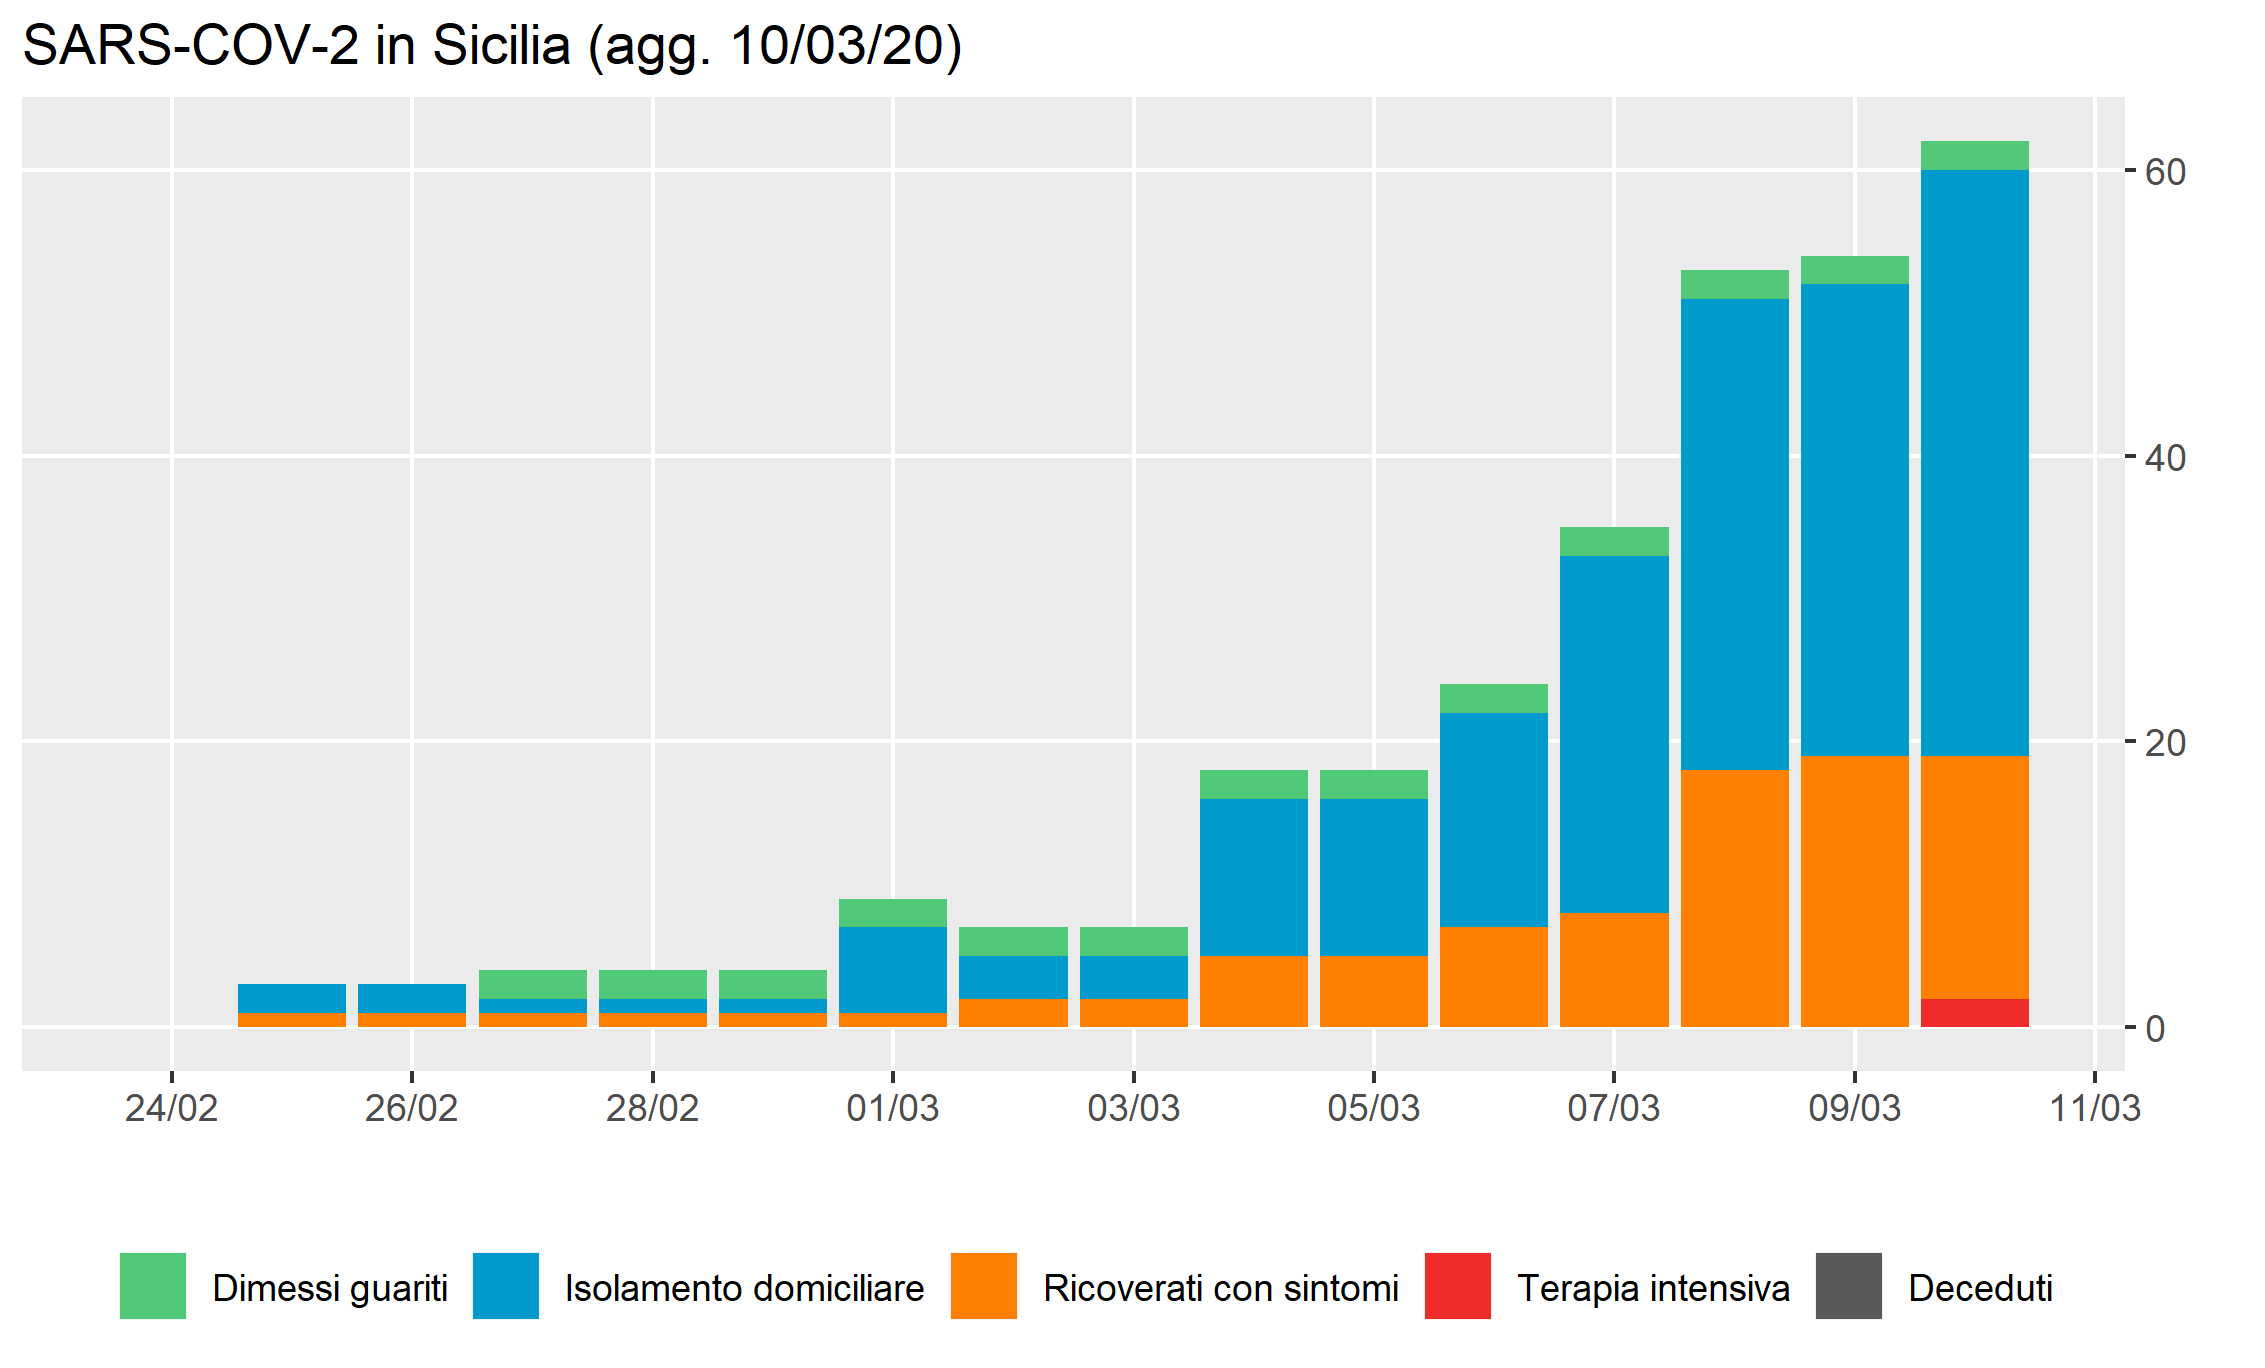 SARS-COV-2 in Sicilia (agg. 10/03/20)
60
40
20
0
24/02 26/02 28/02 01/03 03/03 05/03 07/03 09/03 11/03
Dimessi guariti Isolamento domiciliare Ricoverati con sintomi Terapia intensiva Deceduti